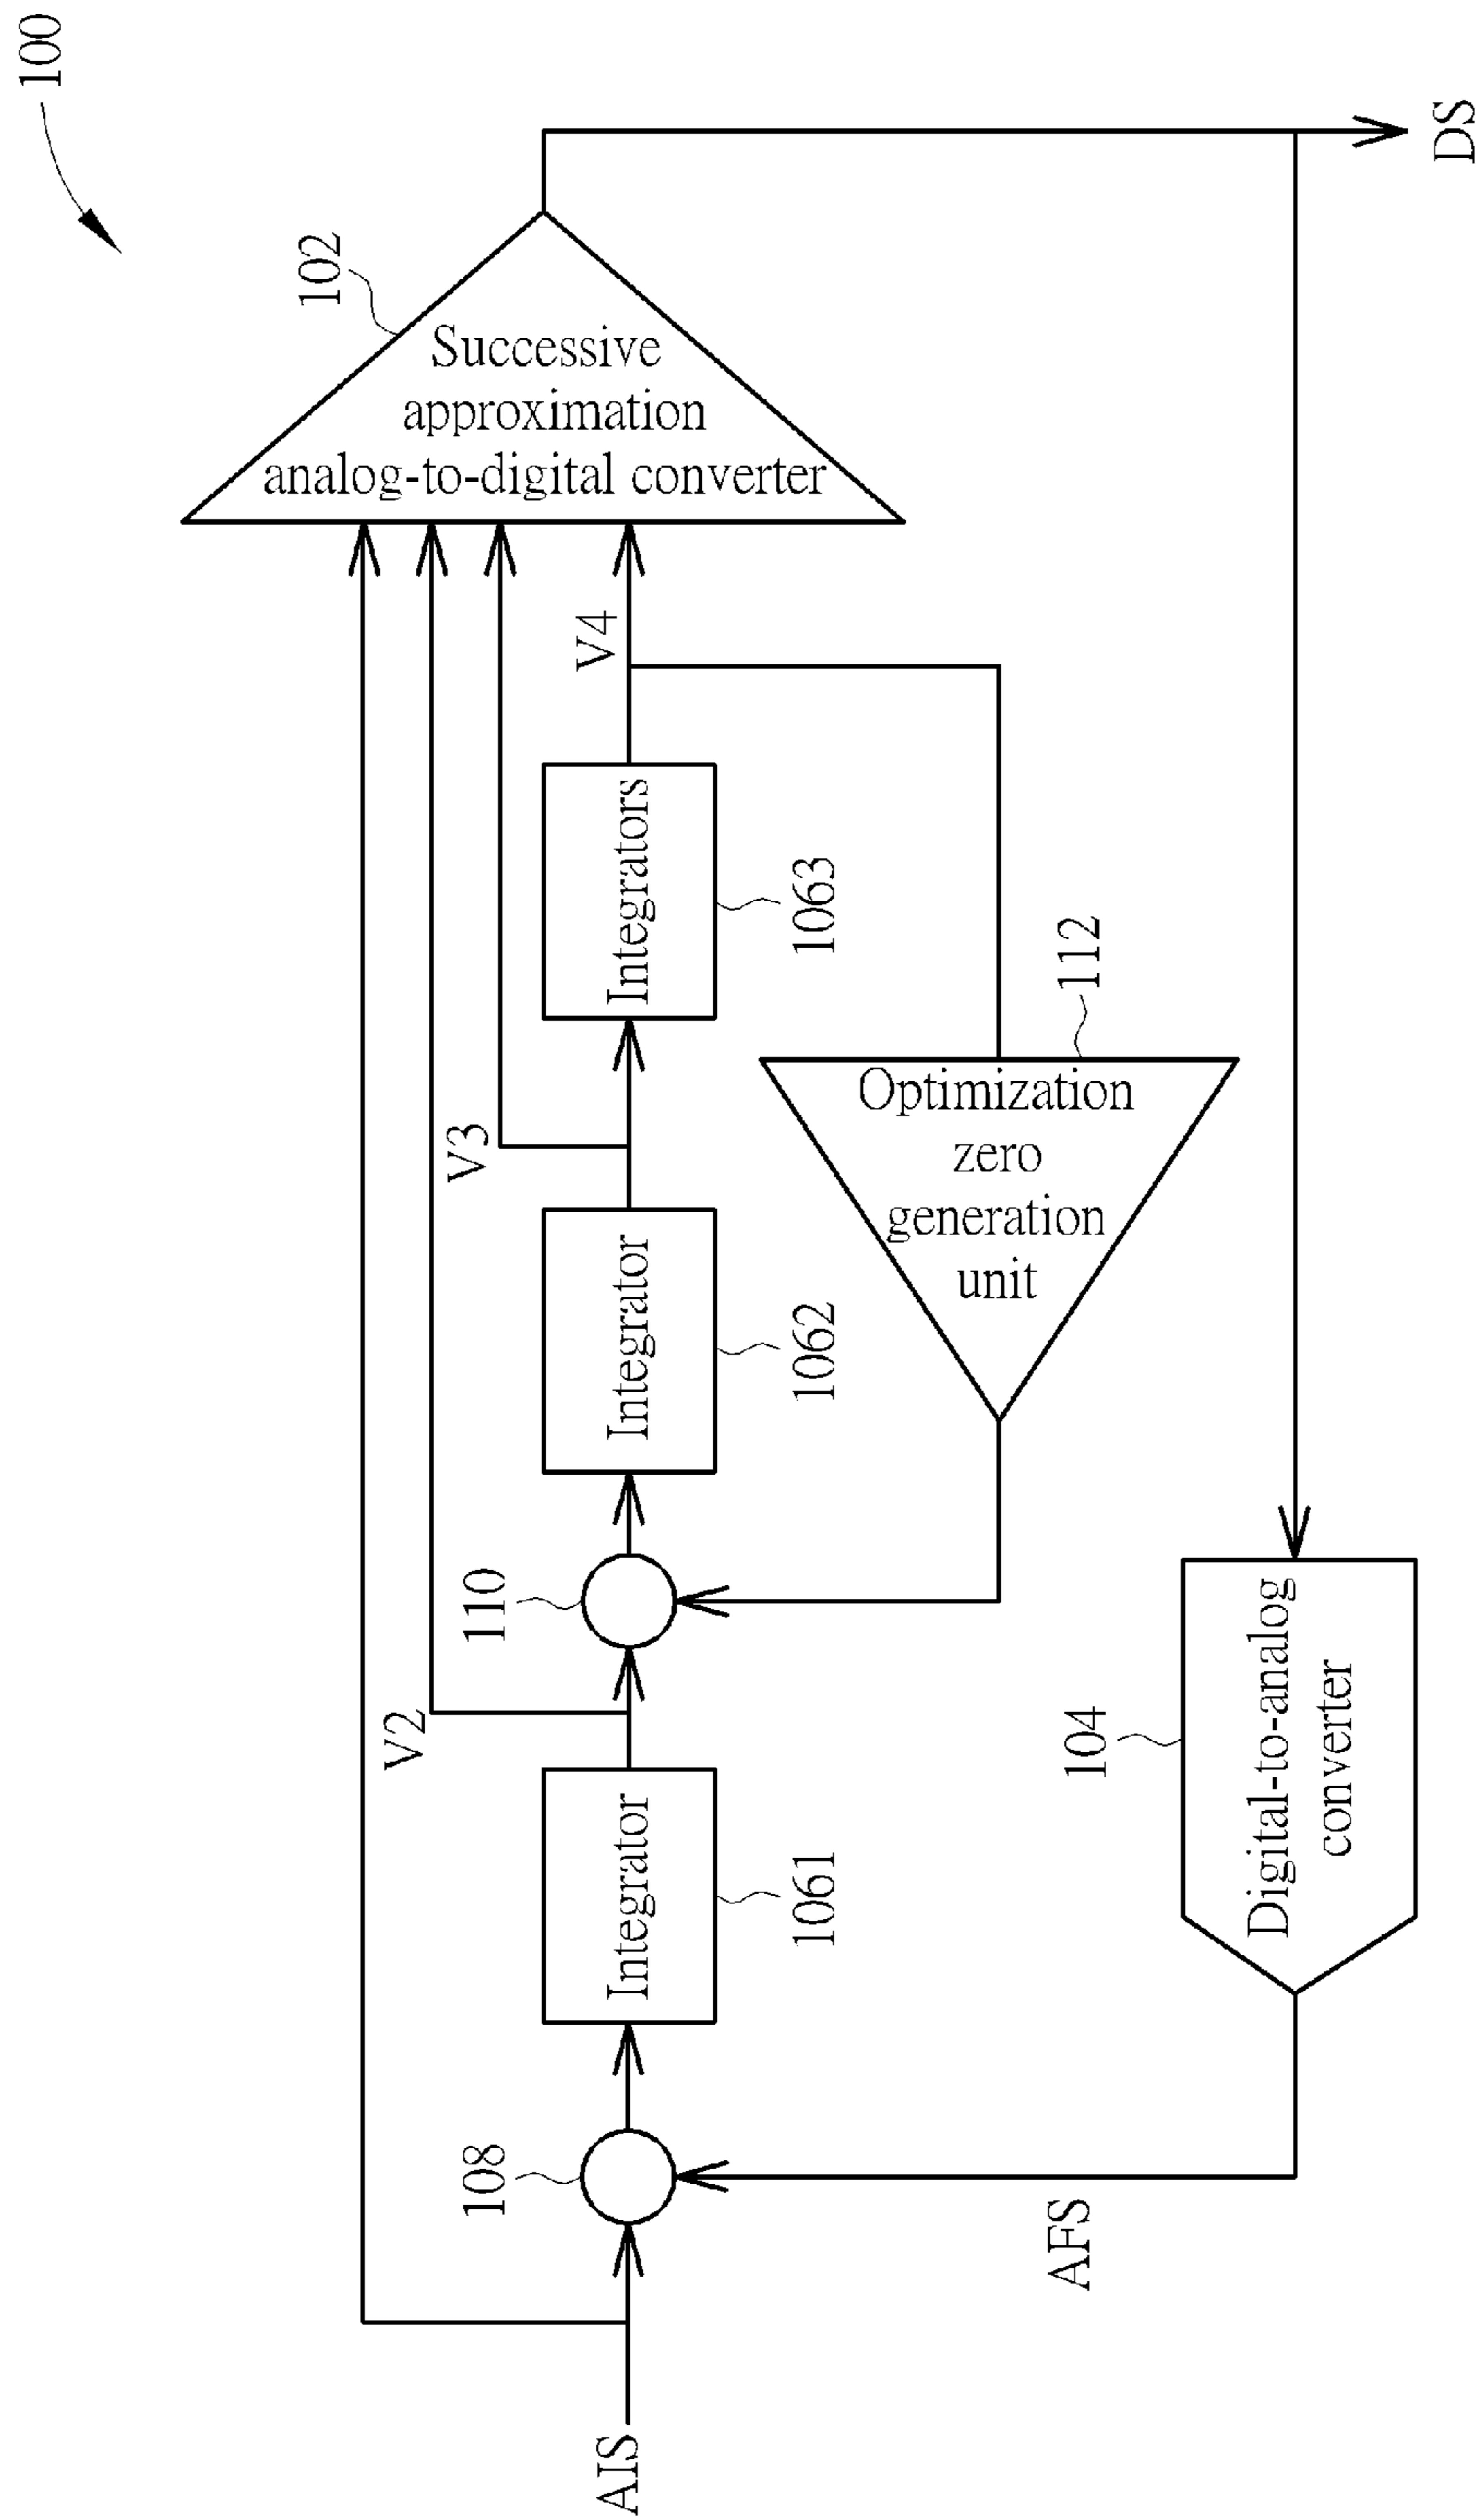 100
102
Successive
approximation
analog-to-digital converter
V4
V3
V2
Integrators
1063
Integrator
1062
110
Integrator
1061
108
Optimization
zero
generation
unit
112
104
Digital-to-analog
converter
AIS
AFS
DS